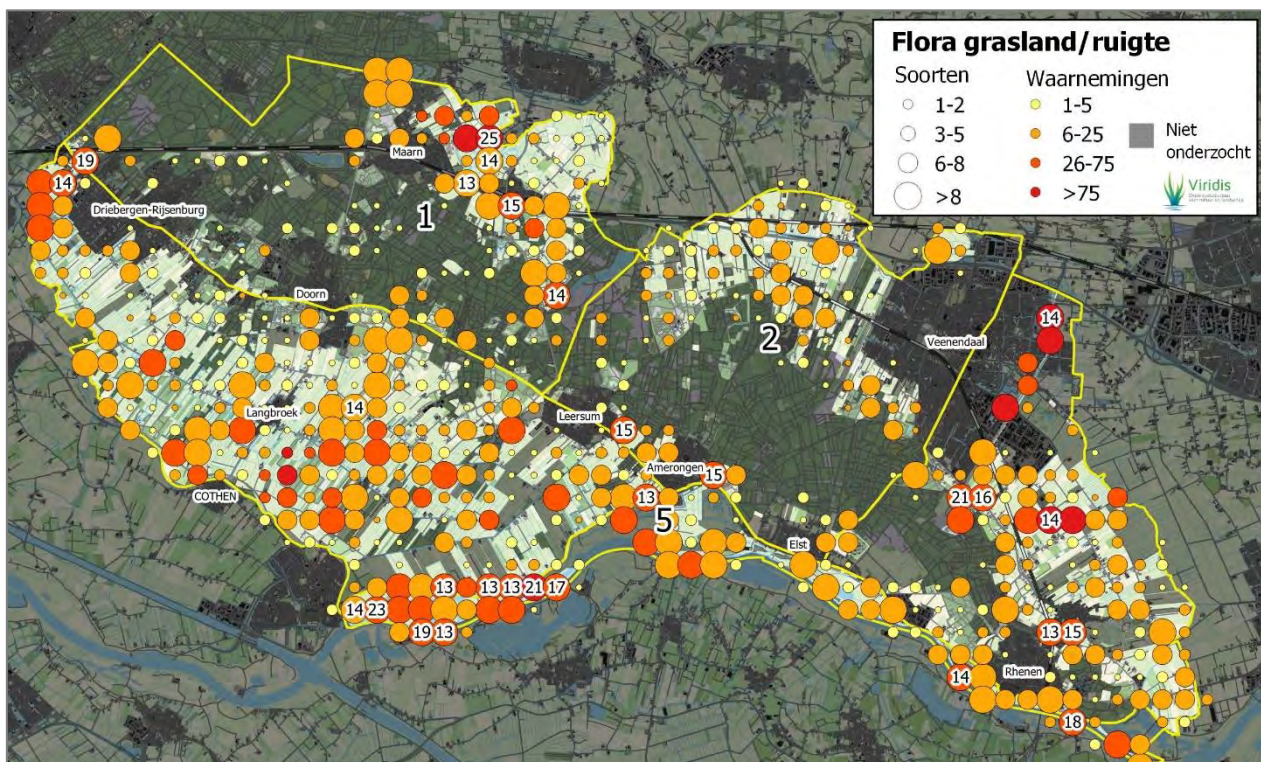 Flora grasland/ruigte
Soorten
Waarnemingen
1-2
1-5
3-5
6-25
Niet
onderzocht
6-8
26-75
>8
>75
Viridis
25
Maarn
19
14
14
13
Driebergen-Rijsenburg
15
1
Doorn
14
14
2
Veenendaal
Langbroek
14
Leersum
15
Amerongen
15
COTHEN
13
21
16
5
14
Elst
13
13
13
21
17
14
23
19
13
13
15
Rhenen
14
18